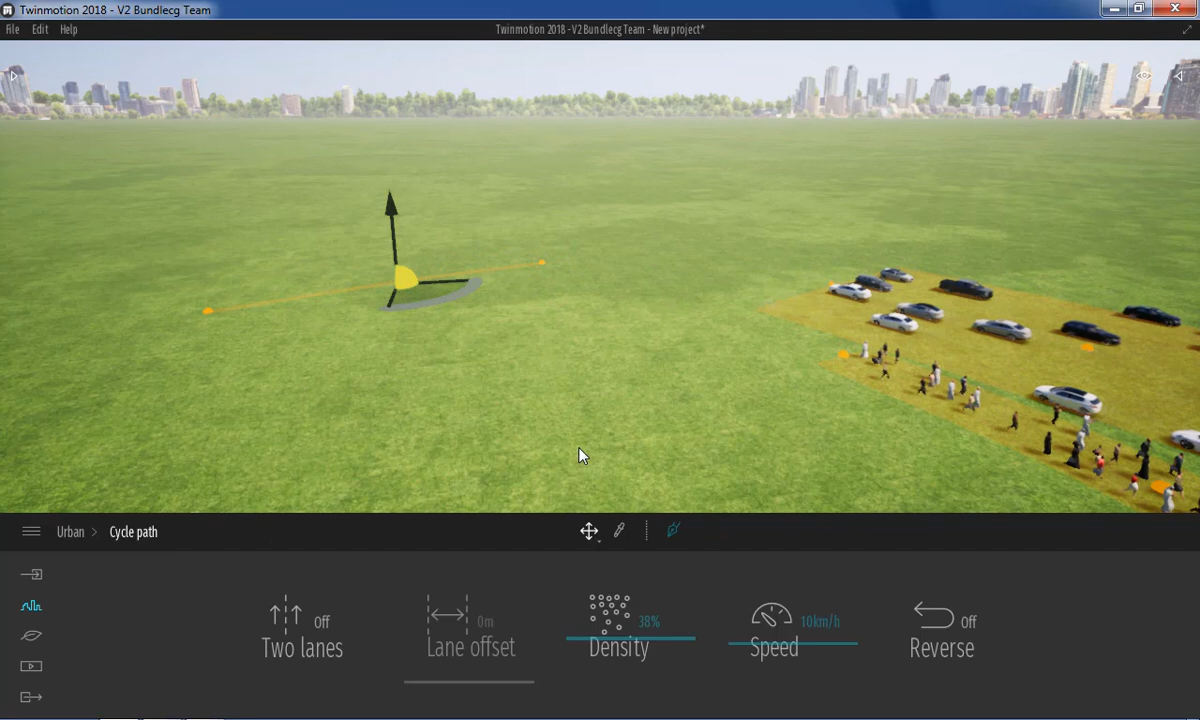 Twinmotion 2018 - V2 Bundlecg Team
File Edit Help
Twinmotion 2018 - V2 Bundlecg Team - New project*
Urban > Cycle path
Off
Two lanes
0m
Lane offset
38%
Density
10km/h
Speed
Off
Reverse